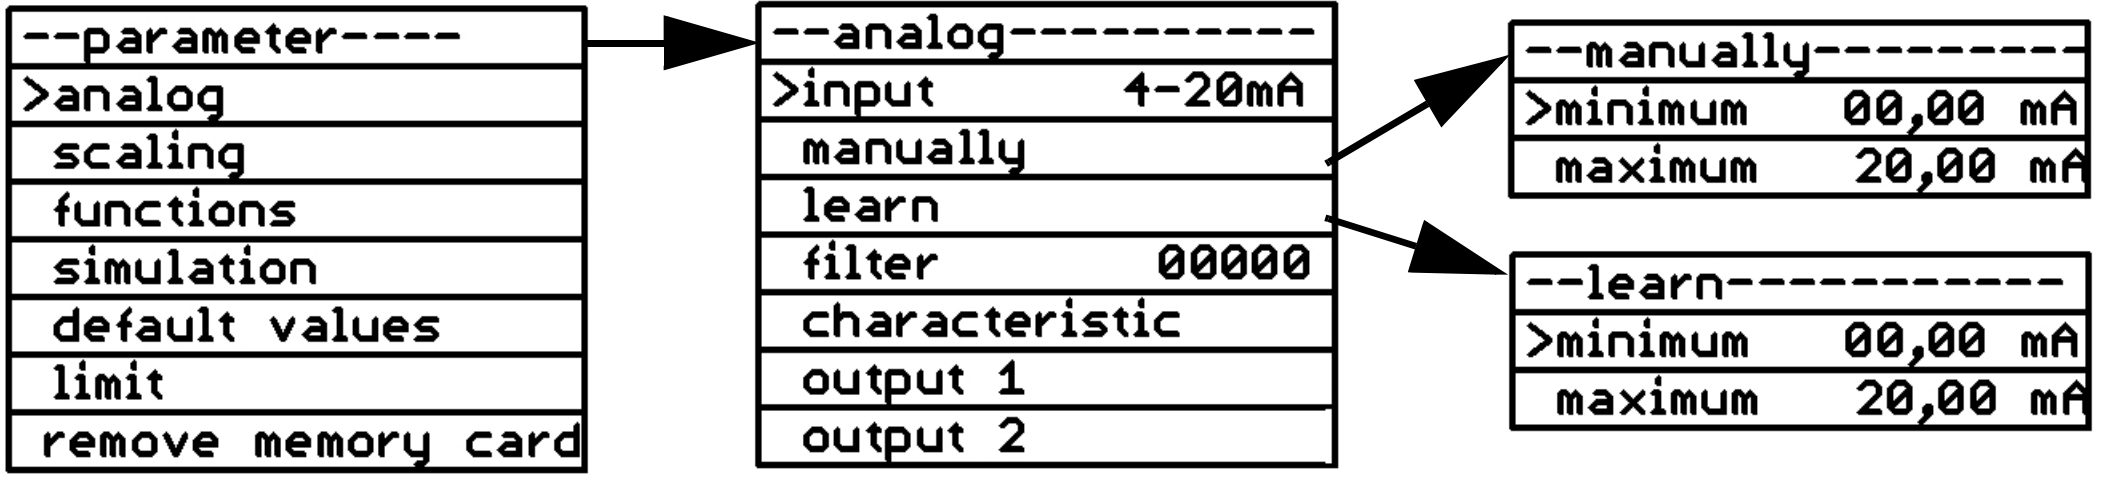 --parameter----
>analog
scaling
functions
simulation
default values
limit
remove memory card
--analog----------
>input 4-20mA
manually
learn
filter 00000
characteristic
output 1
output 2
--manually---------
>minimum 00,00 mA
maximum 20,00 mA
--learn-----------
>minimum 00,00 mA
maximum 20,00 mA